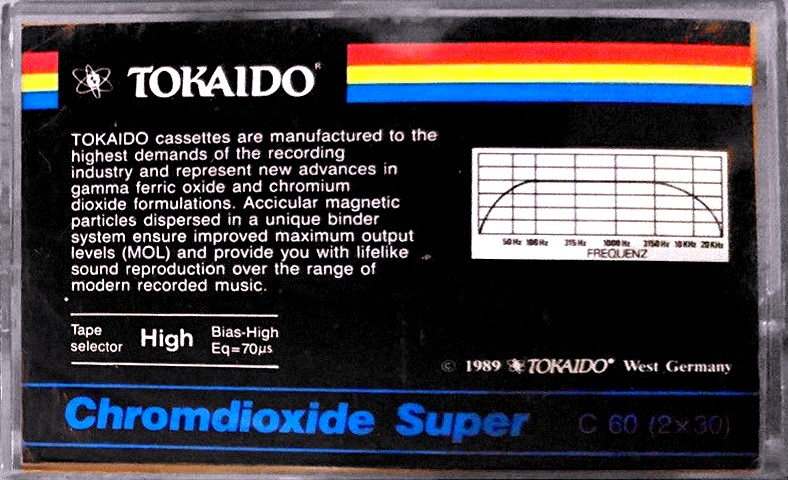 TOKAIDO®
TOKAIDO cassettes are manufactured to the
highest demands of the recording
industry and represent new advances in
gamma ferric oxide and chromium
dioxide formulations. Accicular magnetic
particles dispersed in a unique binder
system ensure improved maximum output
levels (MOL) and provide you with lifelike
sound reproduction over the range of
modern recorded music.
50 Hz 100 Hz 315 Hz 1000 Hz 3150 Hz 10 KHz 20 KHz
FREQUENZ
Tape
selector
High
Bias-High
Eq=70µs
© 1989 TOKAIDO® West Germany
Chromdioxide Super C 60 (2×30)